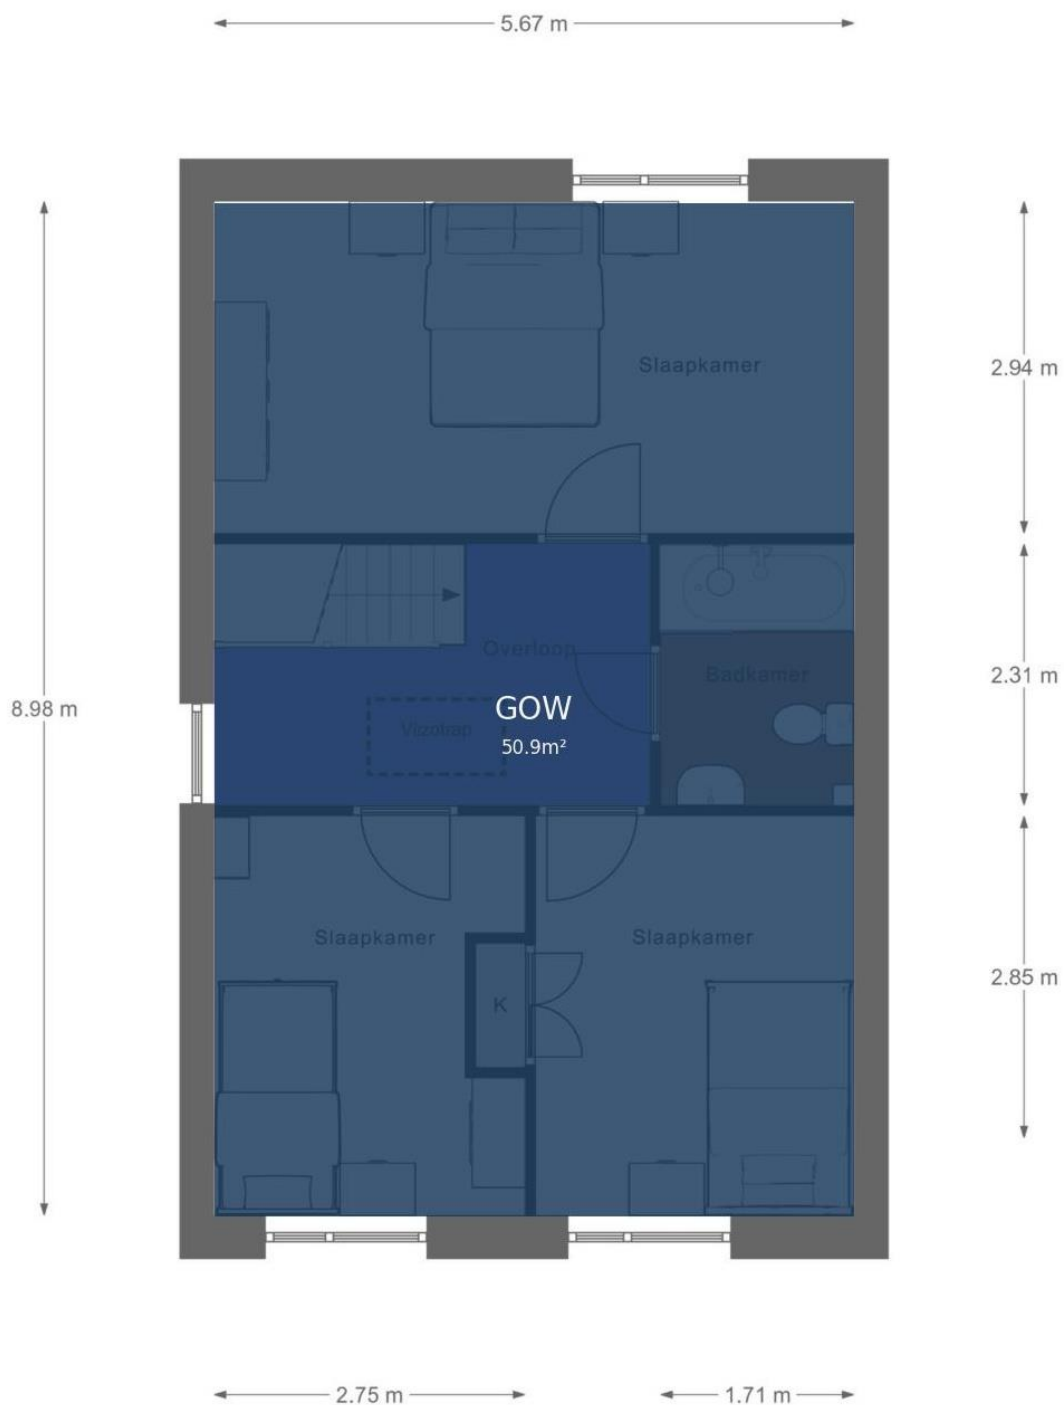 5.67 m
Slaapkamer
2.94 m
Overloop
Badkamer
2.31 m
8.98 m
GOW
Vlizotrap
50.9m²
Slaapkamer
Slaapkamer
2.85 m
K
2.75 m
1.71 m